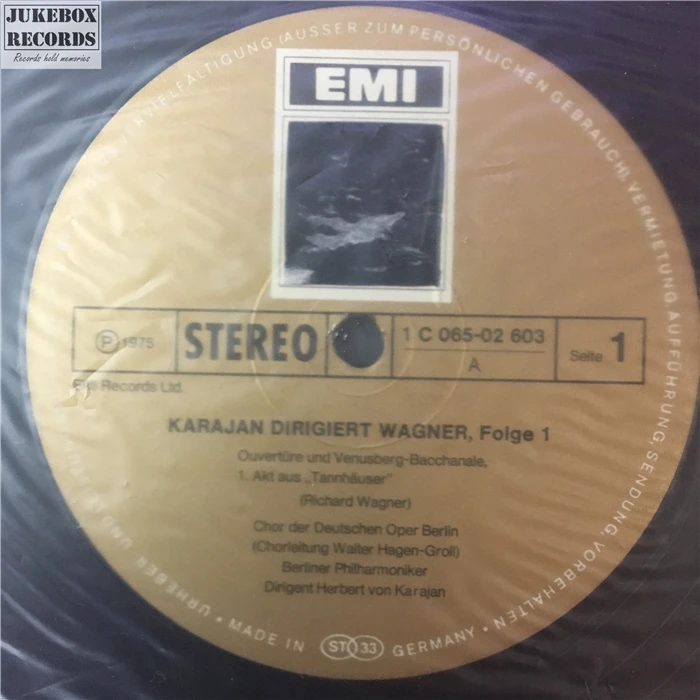 JUKEBOX
RECORDS
Records hold memories
EMI
℗ 1975
STEREO
1 C 065-02 603
A
Seite 1
EMI Records Ltd.
KARAJAN DIRIGIERT WAGNER, Folge 1
Ouvertüre und Venusberg-Bacchanale,
1. Akt aus „Tannhäuser"
(Richard Wagner)
Chor der Deutschen Oper Berlin
(Chorleitung Walter Hagen-Groll)
Berliner Philharmoniker
Dirigent Herbert von Karajan
URHEBER UND
VERVIELFÄLTIGUNG (AUSSER ZUM PERSÖNLICHEN GEBRAUCH), VERMIETUNG, AUFFÜHRUNG, SENDUNG, VORBEHALTEN
• MADE IN ST 33 GERMANY •